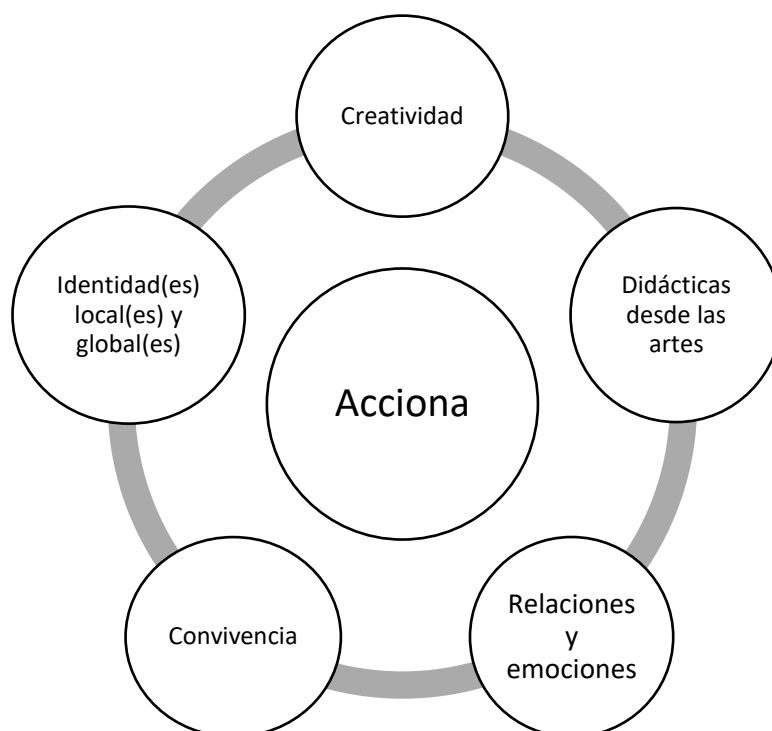 Creatividad
Identidad(es)
local(es) y
global(es)
Didácticas
desde las
artes
Acciona
Convivencia
Relaciones
y
emociones